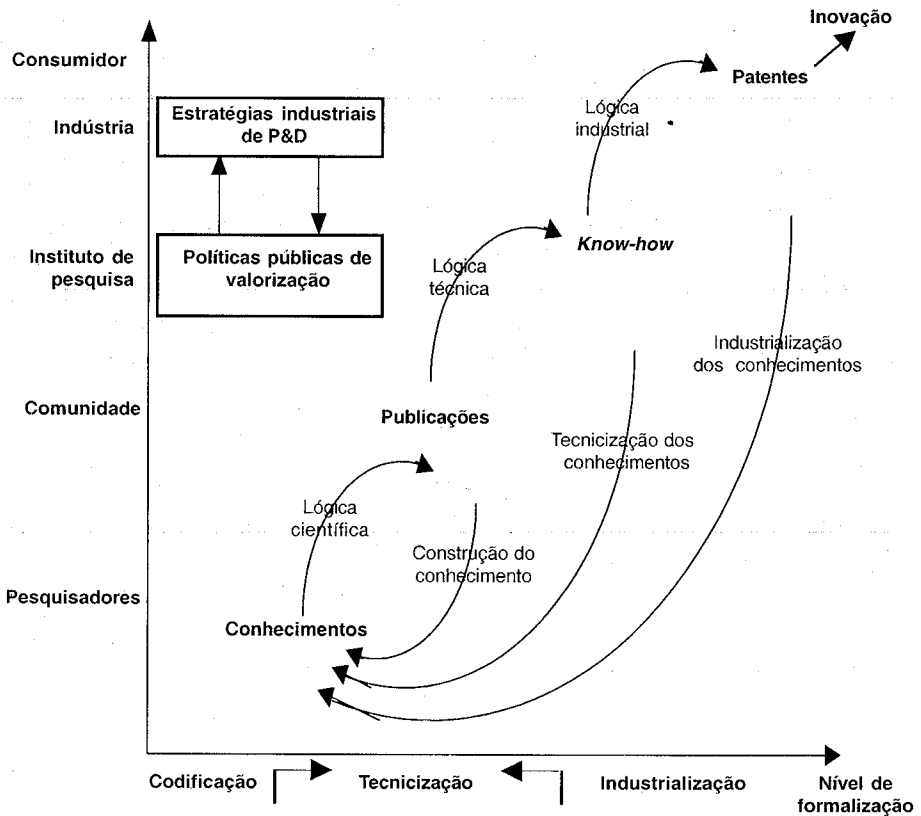 Inovação
Consumidor
Patentes
Indústria
Estratégias industriais
de P&D
Lógica
industrial
Instituto de
pesquisa
Políticas públicas de
valorização
Know-how
Lógica
técnica
Industrialização
dos conhecimentos
Comunidade
Publicações
Tecnicização dos
conhecimentos
Lógica
científica
Construção do
conhecimento
Pesquisadores
Conhecimentos
Codificação
Tecnicização
Industrialização
Nível de
formalização